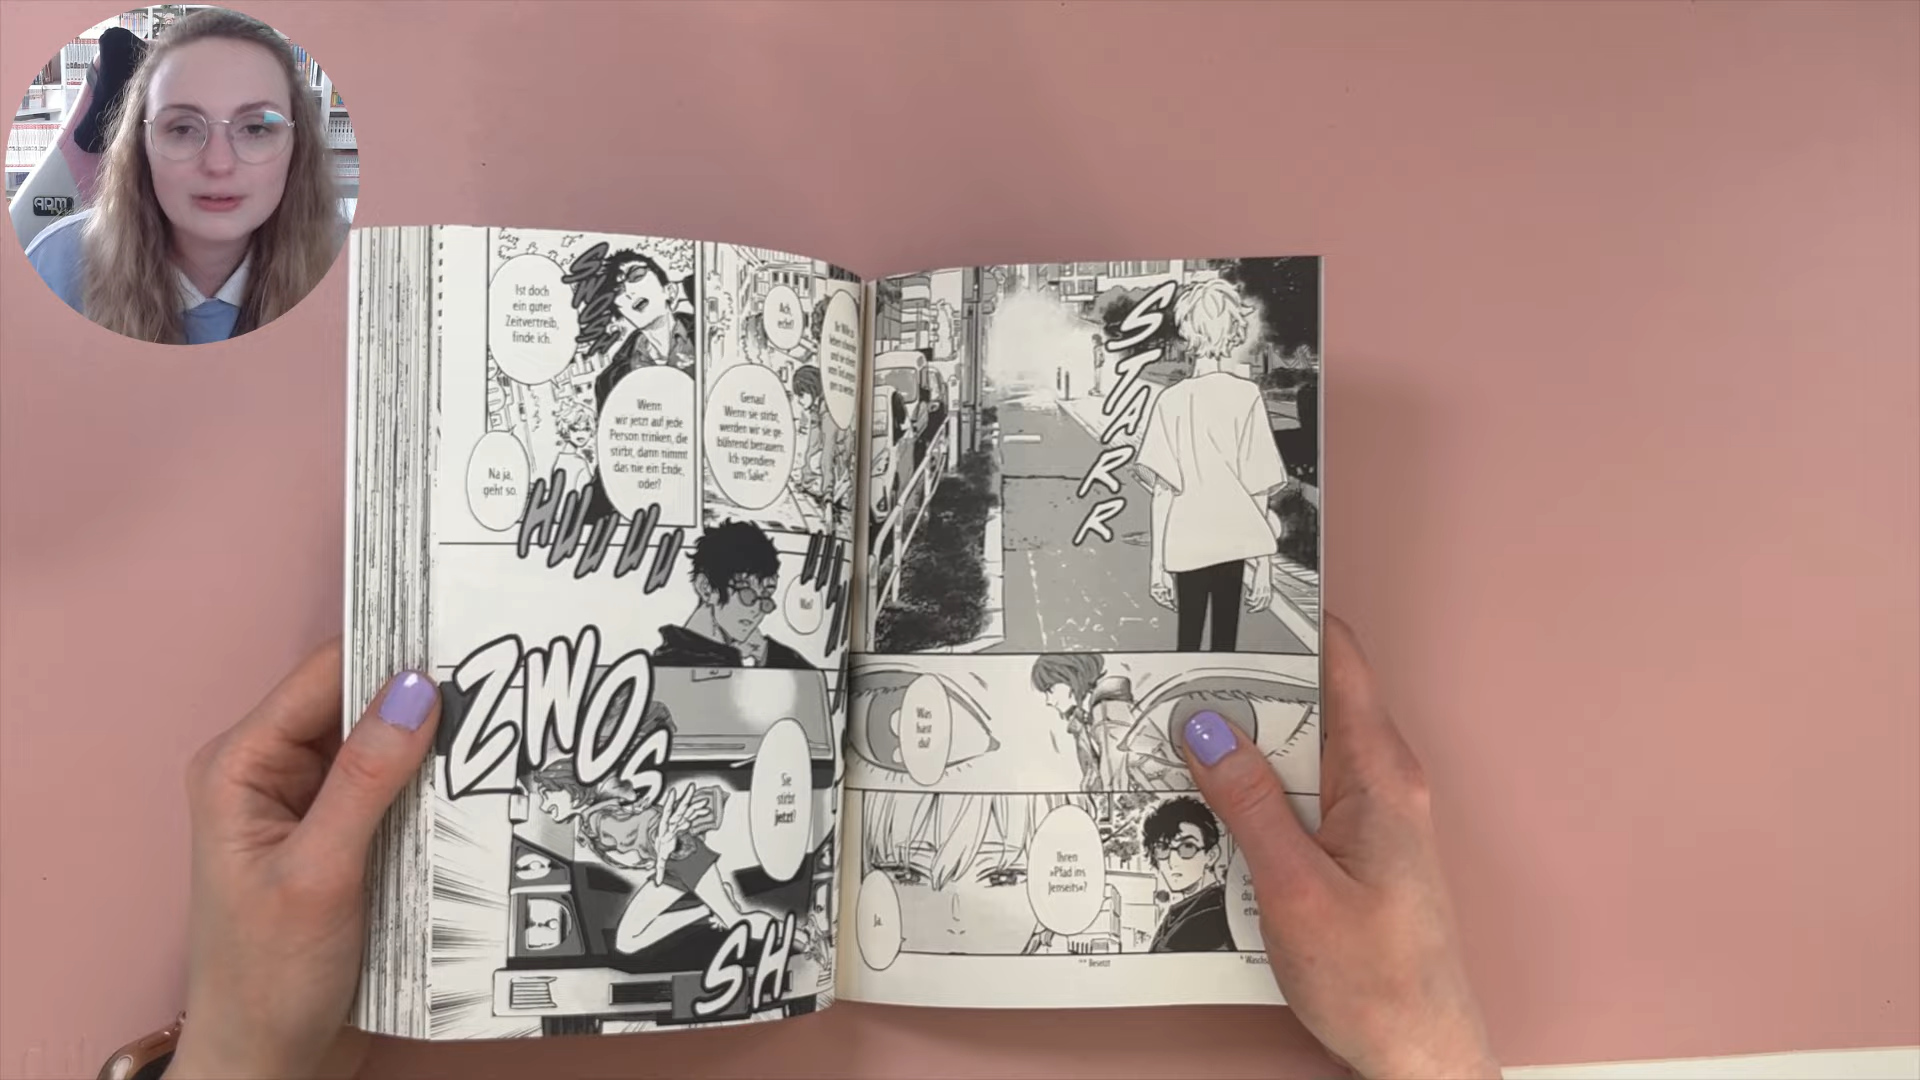 STARR
Was
hast
du?
Ihren
»Pfad ins
Jenseits«?
Ja.
** Besetzt
Ach,
echt?
Genau!
Wenn sie stirbt,
werden wir sie ge-
bührend betrauern.
Ich spendiere
uns Sake*.
Ist doch
ein guter
Zeitvertreib,
finde ich.
Wenn
wir jetzt auf jede
Person trinken, die
stirbt, dann nimmt
das nie ein Ende,
oder?
Na ja,
geht so.
HUUUU
ZWOS
SH
Sie
stirbt
jetzt!